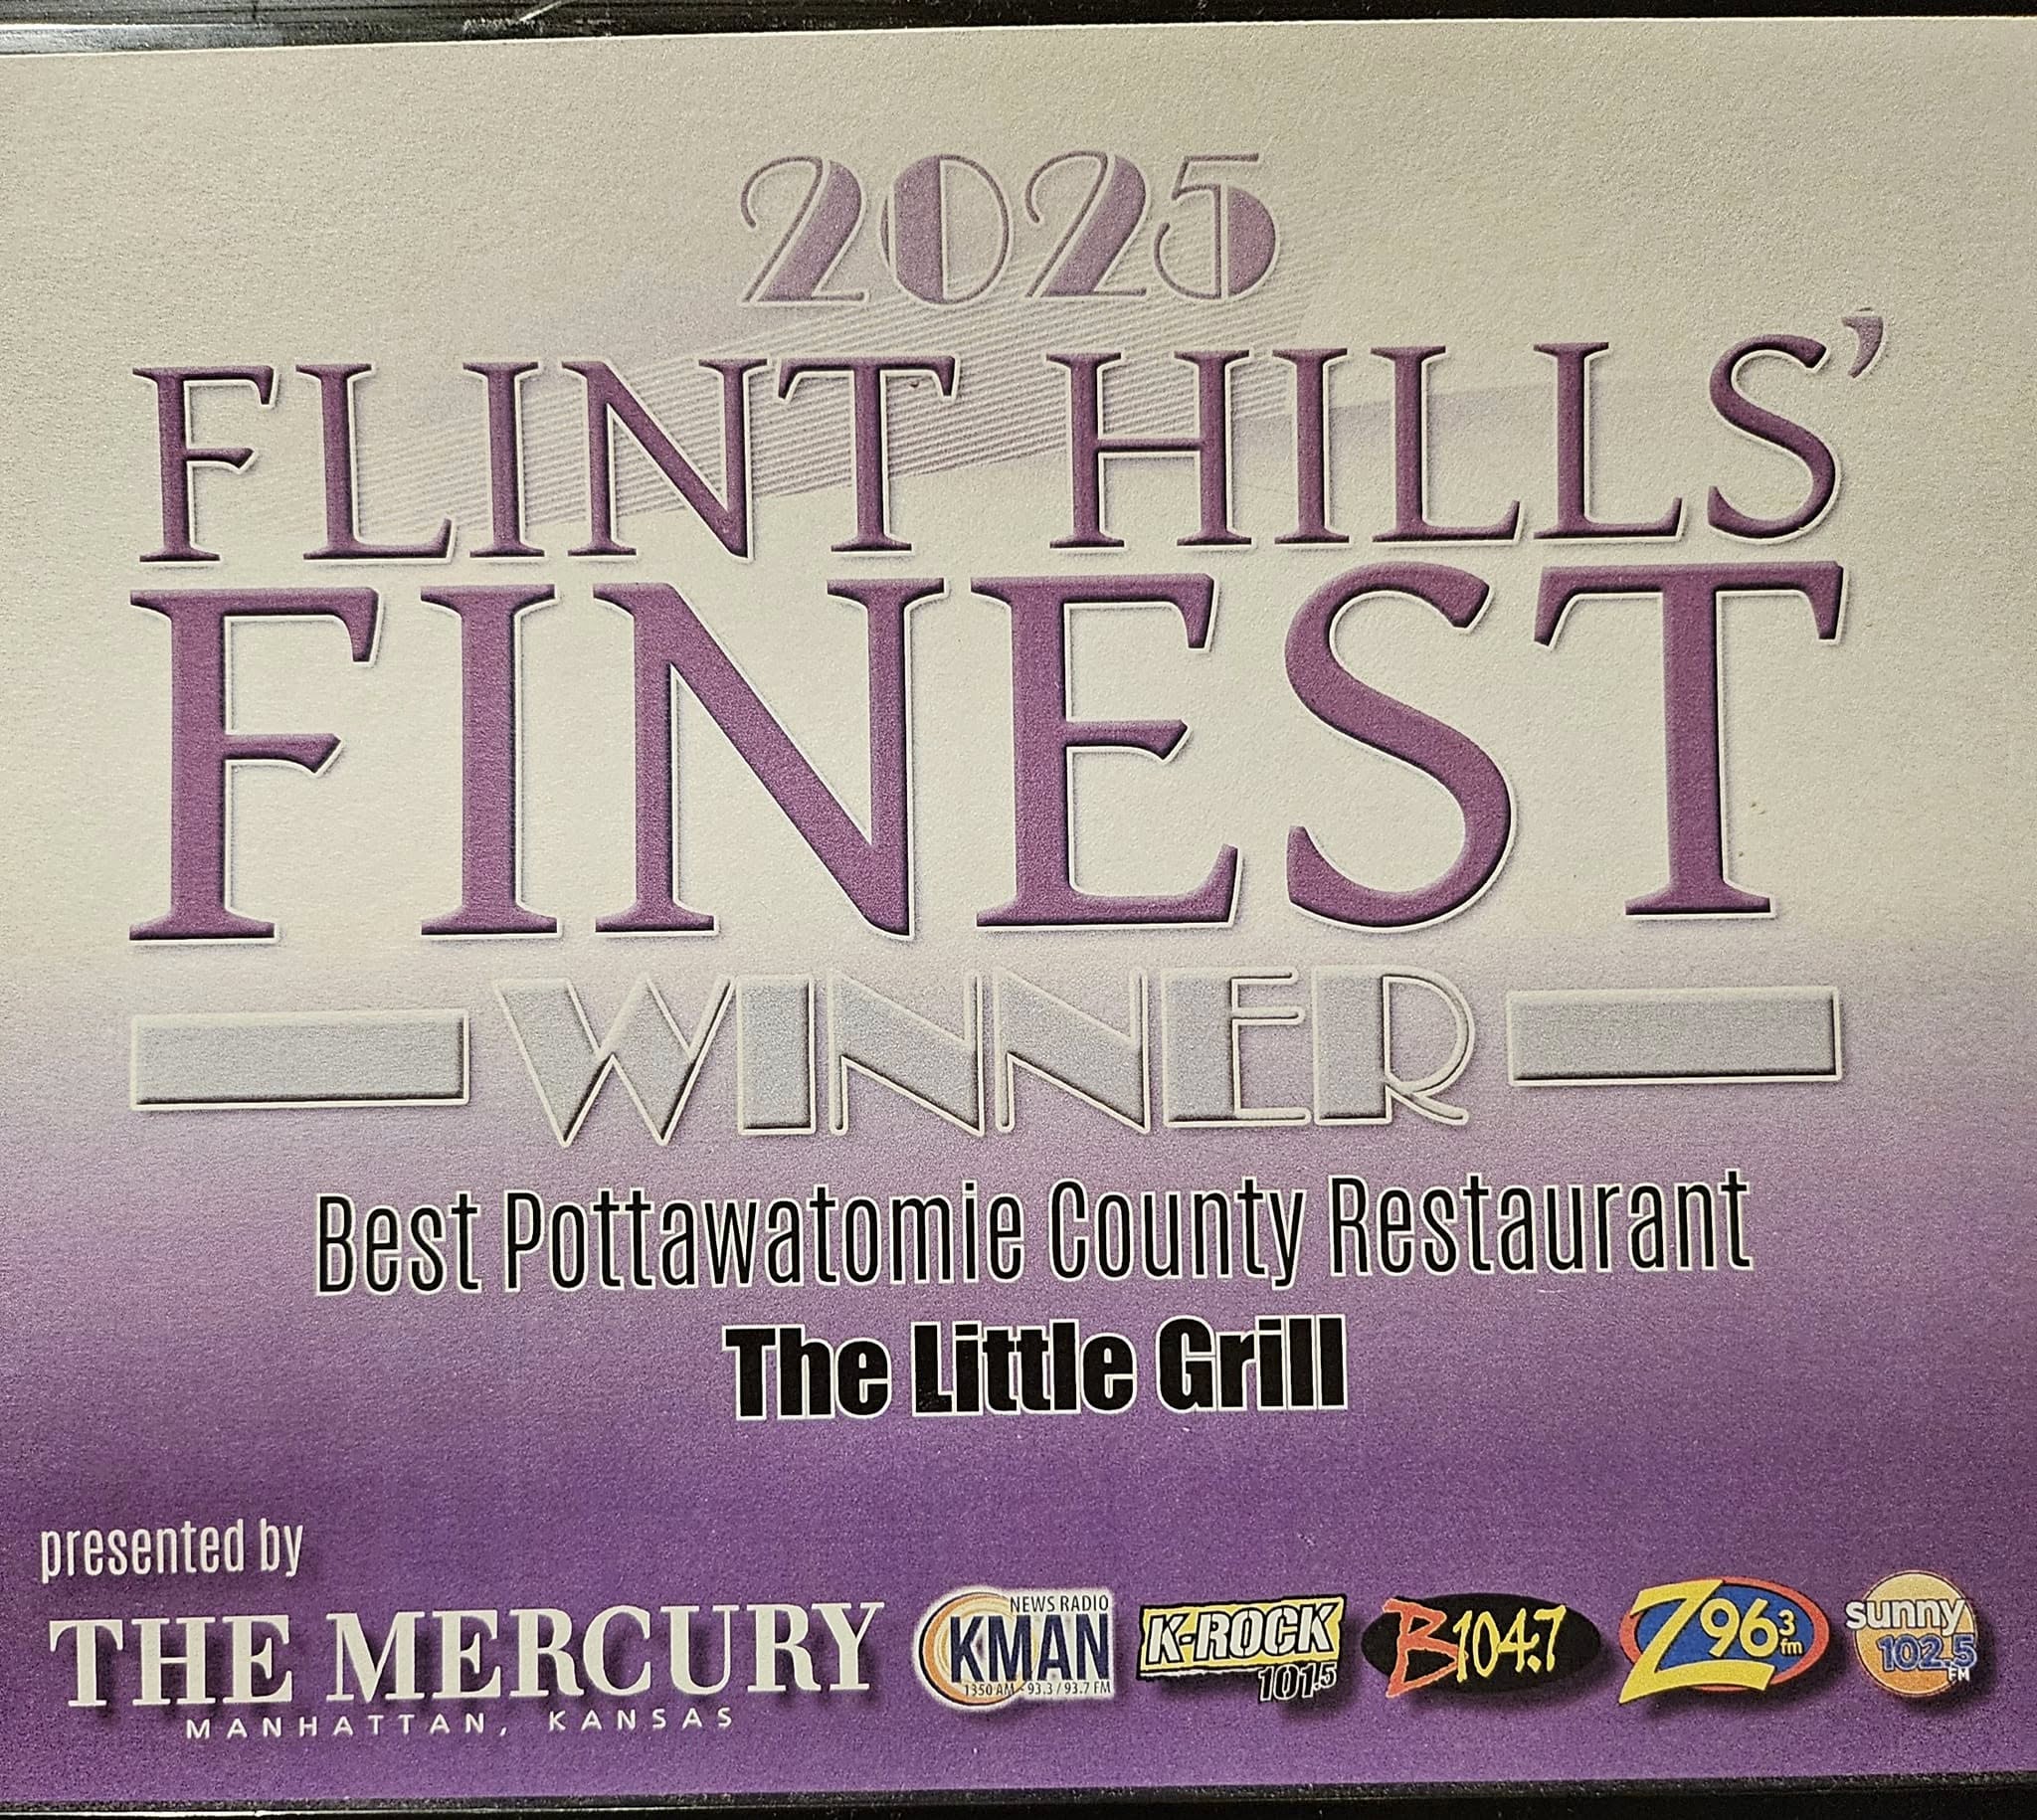 2025
FLINT HILLS'
FINEST
WINNER
Best Pottawatomie County Restaurant
The Little Grill
presented by
THE MERCURY
MANHATTAN, KANSAS
NEWS RADIO
KMAN
1350 AM - 93.3 / 93.7 FM
K-ROCK
101.5
B104.7
Z96.3 fm
sunny
102.5
FM